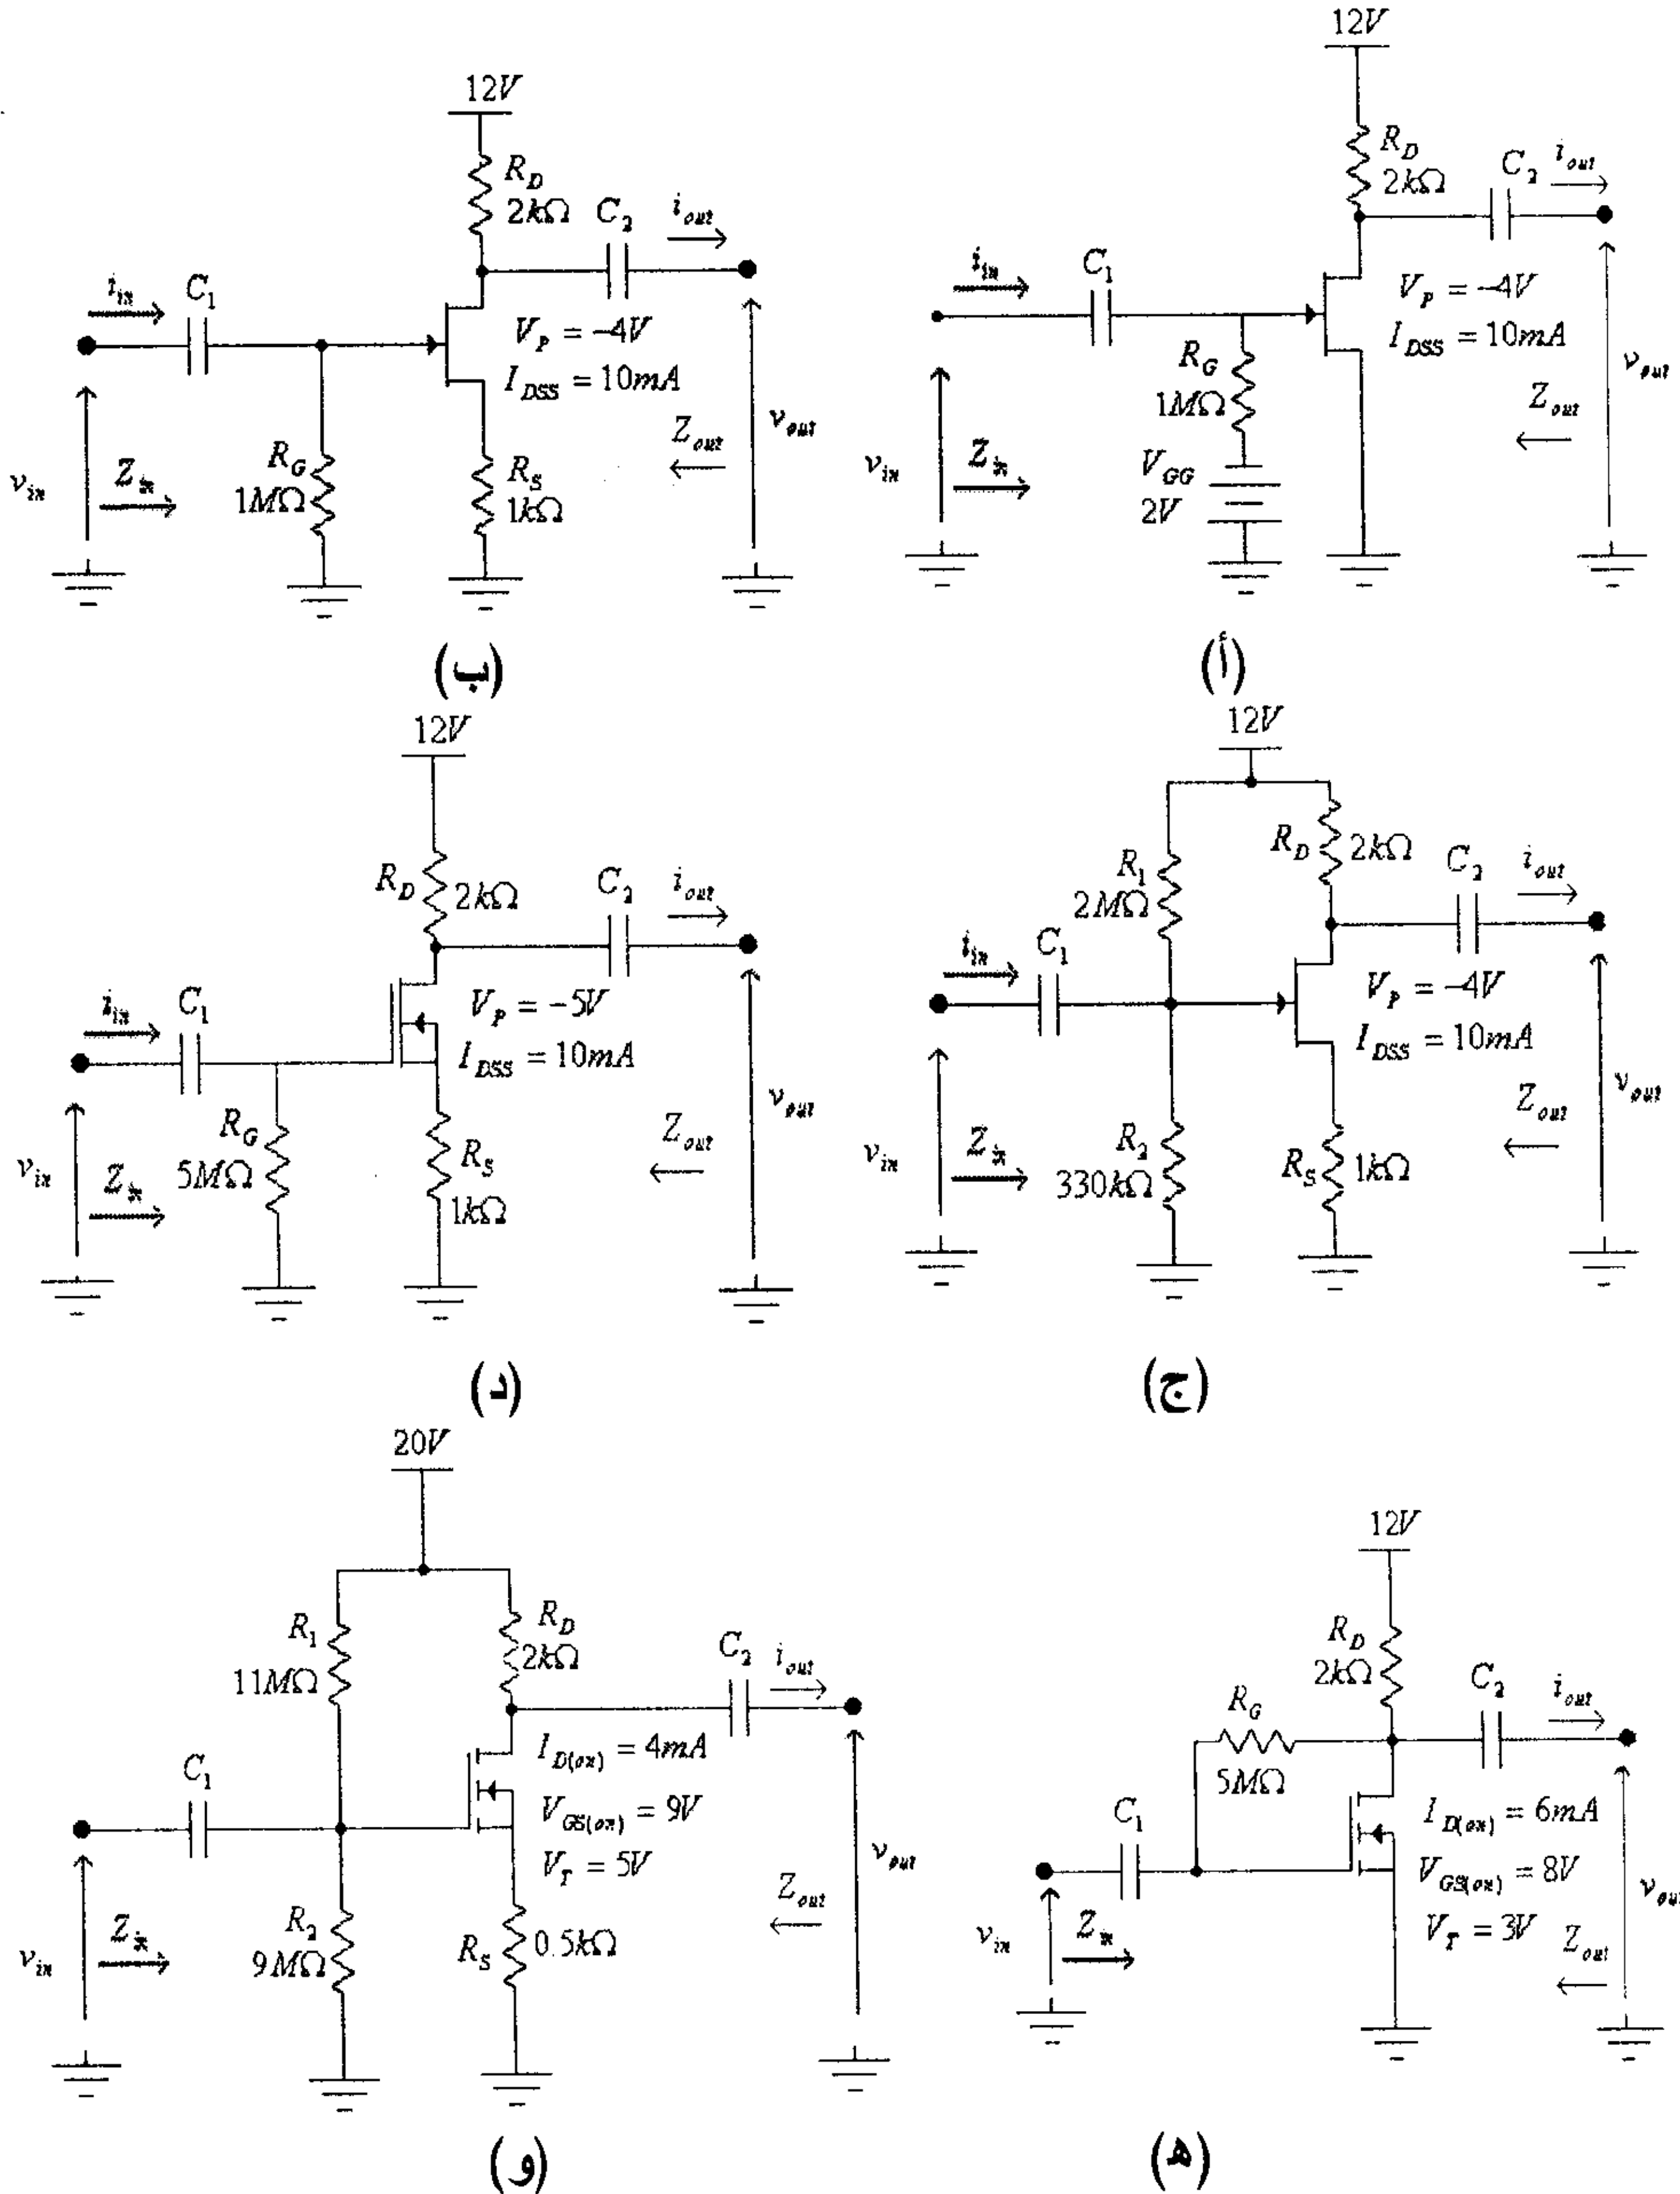 12V
R_D
2kΩ
C_2
i_out
i_in
C_1
V_P = −4V
I_DSS = 10mA
R_G
1MΩ
V_GG
2V
v_in
Z_in
Z_out
v_out
(أ)
12V
R_D
2kΩ
C_2
i_out
i_in
C_1
V_P = −4V
I_DSS = 10mA
R_G
1MΩ
R_S
1kΩ
v_in
Z_in
Z_out
v_out
(ب)
12V
R_1
2MΩ
R_D
2kΩ
C_2
i_out
i_in
C_1
V_P = −4V
I_DSS = 10mA
R_2
330kΩ
R_S
1kΩ
v_in
Z_in
Z_out
v_out
(ج)
12V
R_D
2kΩ
C_2
i_out
i_in
C_1
V_P = −5V
I_DSS = 10mA
R_G
5MΩ
R_S
1kΩ
v_in
Z_in
Z_out
v_out
(د)
12V
R_D
2kΩ
R_G
5MΩ
C_2
i_out
C_1
I_D(on) = 6mA
V_GS(on) = 8V
V_T = 3V
v_in
Z_in
Z_out
v_out
(ه)
20V
R_1
11MΩ
R_D
2kΩ
C_2
i_out
C_1
I_D(on) = 4mA
V_GS(on) = 9V
V_T = 5V
R_2
9MΩ
R_S
0.5kΩ
v_in
Z_in
Z_out
v_out
(و)